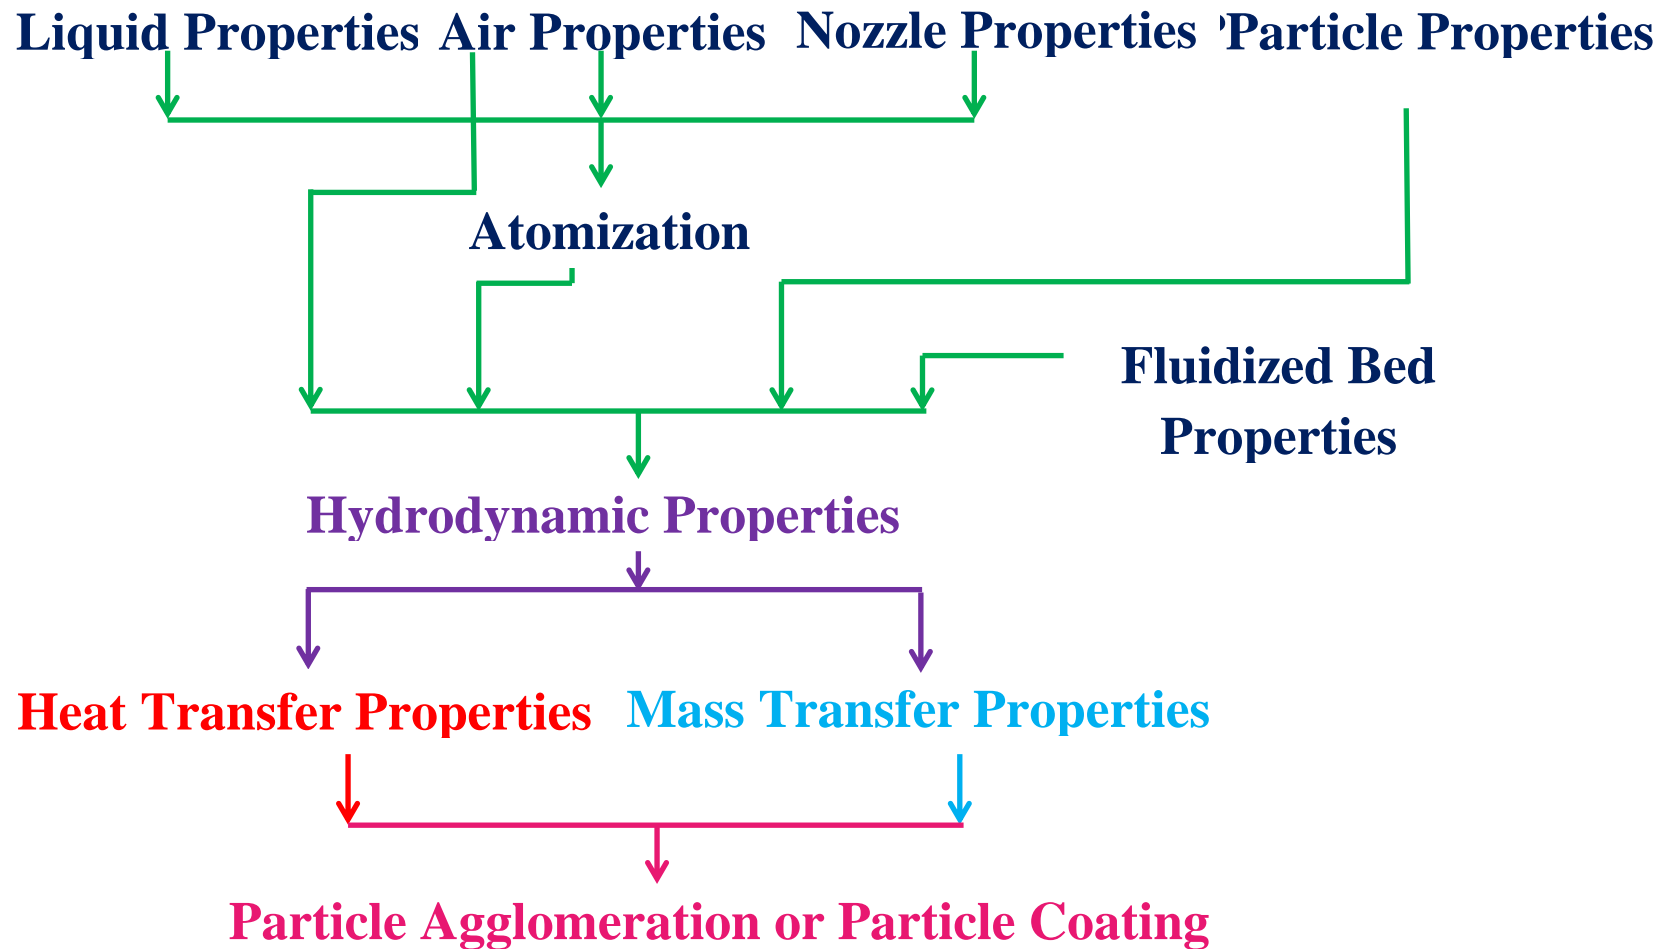 Liquid Properties Air Properties Nozzle Properties Particle Properties
Atomization
Fluidized Bed
Properties
Hydrodynamic Properties
Heat Transfer Properties Mass Transfer Properties
Particle Agglomeration or Particle Coating